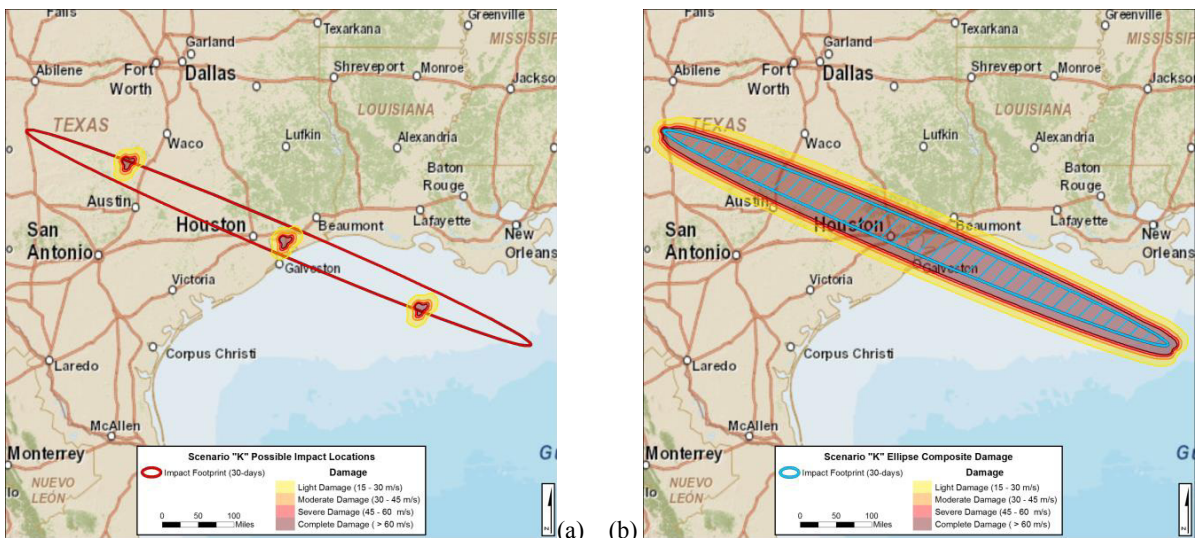 Falls
Greenville
Texarkana
MISSISSIP
Garland
Abilene
Fort
Worth
Dallas
Shreveport
Monroe
Jackson
LOUISIANA
TEXAS
Waco
Lufkin
Alexandria
Baton
Rouge
Austin
Houston
Beaumont
Lafayette
New
Orleans
San
Antonio
Galveston
Victoria
Corpus Christi
Laredo
McAllen
Monterrey
NUEVO
LEÓN
Gu
Scenario "K" Possible Impact Locations
Impact Footprint (30-days)
Damage
Light Damage (15 - 30 m/s)
Moderate Damage (30 - 45 m/s)
Severe Damage (45 - 60 m/s)
Complete Damage ( > 60 m/s)
0 25 50 100
Miles
N
(a)
(b)
Falls
Greenville
Texarkana
MISSISSIP
Garland
Abilene
Fort
Worth
Dallas
Shreveport
Monroe
Jackson
LOUISIANA
TEXAS
Waco
Lufkin
Alexandria
Baton
Rouge
Austin
Houston
Beaumont
Lafayette
New
Orleans
San
Antonio
Galveston
Victoria
Corpus Christi
Laredo
McAllen
Monterrey
NUEVO
LEÓN
Gu
Scenario "K" Ellipse Composite Damage
Impact Footprint (30-days)
Damage
Light Damage (15 - 30 m/s)
Moderate Damage (30 - 45 m/s)
Severe Damage (45 - 60 m/s)
Complete Damage ( > 60 m/s)
0 25 50 100
Miles
N